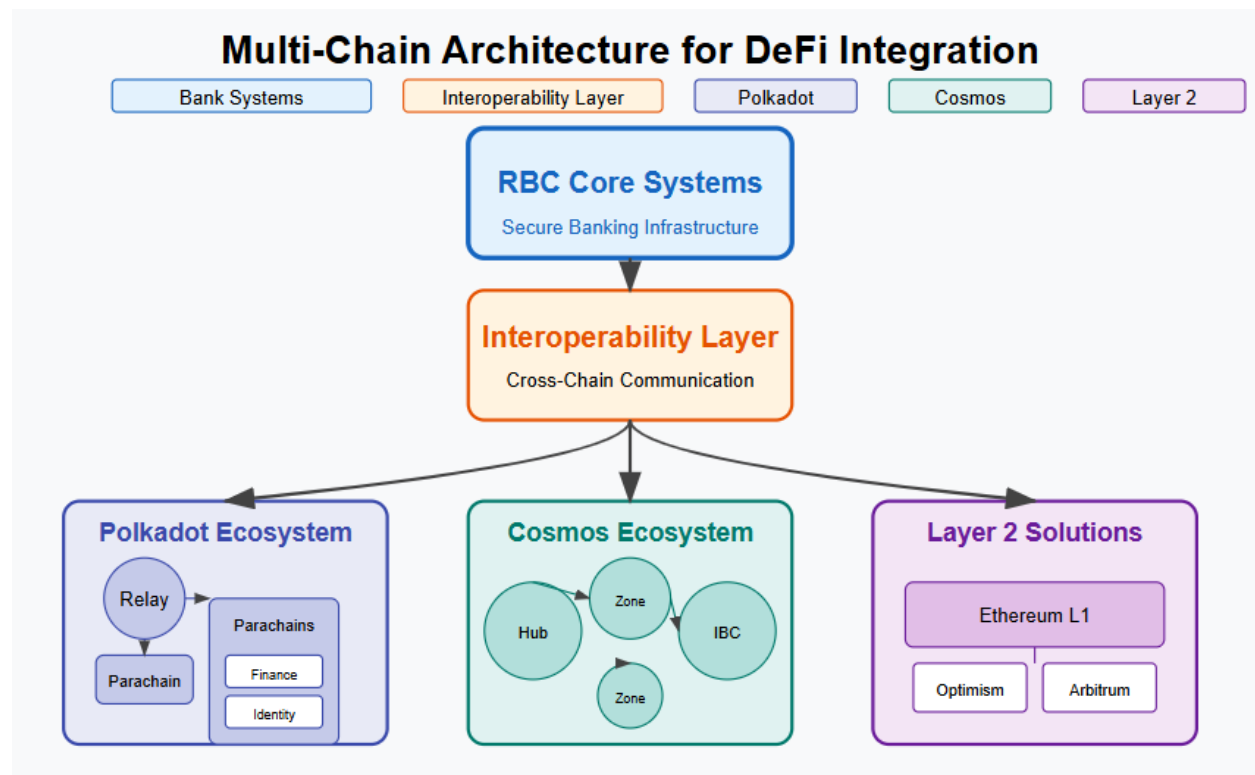 Multi-Chain Architecture for DeFi Integration
Bank Systems
Interoperability Layer
Polkadot
Cosmos
Layer 2
RBC Core Systems
Secure Banking Infrastructure
Interoperability Layer
Cross-Chain Communication
Polkadot Ecosystem
Relay
Parachain
Parachains
Finance
Identity
Cosmos Ecosystem
Hub
Zone
IBC
Zone
Layer 2 Solutions
Ethereum L1
Optimism
Arbitrum